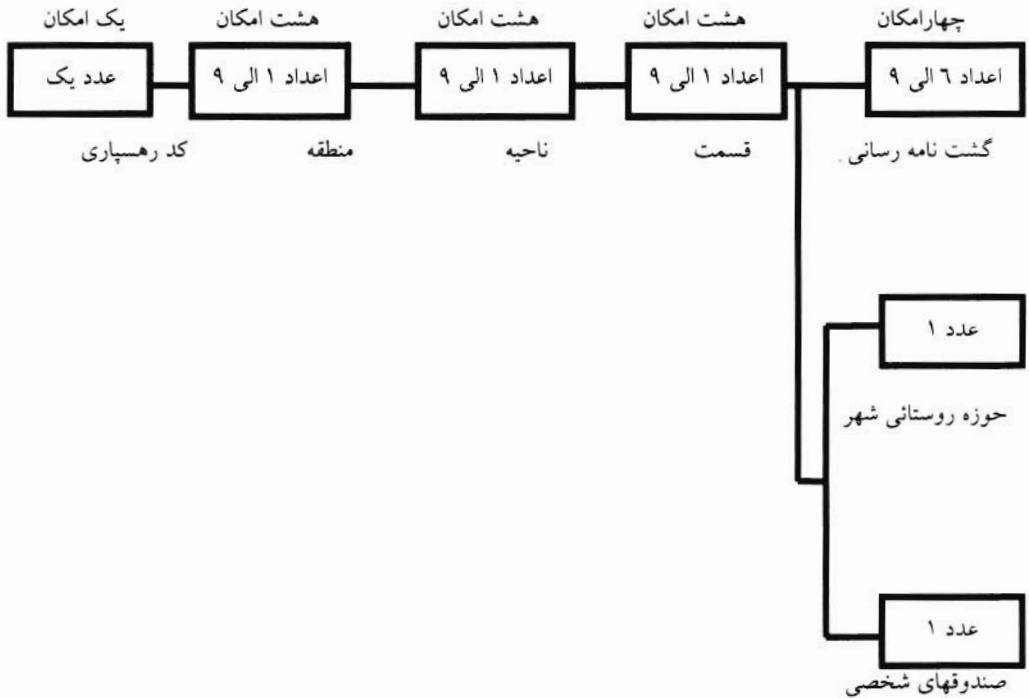 یک امکان
هشت امکان
هشت امکان
هشت امکان
چهارامکان
عدد یک
اعداد ۱ الی ۹
اعداد ۱ الی ۹
اعداد ۱ الی ۹
اعداد ٦ الی ۹
کد رهسپاری
منطقه
ناحیه
قسمت
گشت نامه رسانی
عدد ۱
حوزه روستائی شهر
عدد ۱
صندوقهای شخصی